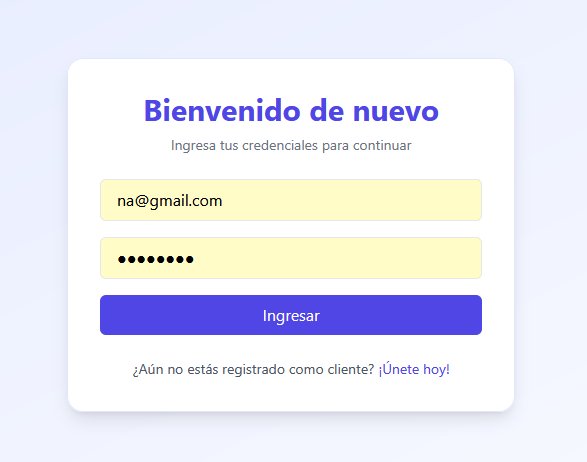 Bienvenido de nuevo
Ingresa tus credenciales para continuar
na@gmail.com
●●●●●●●●
Ingresar
¿Aún no estás registrado como cliente? ¡Únete hoy!